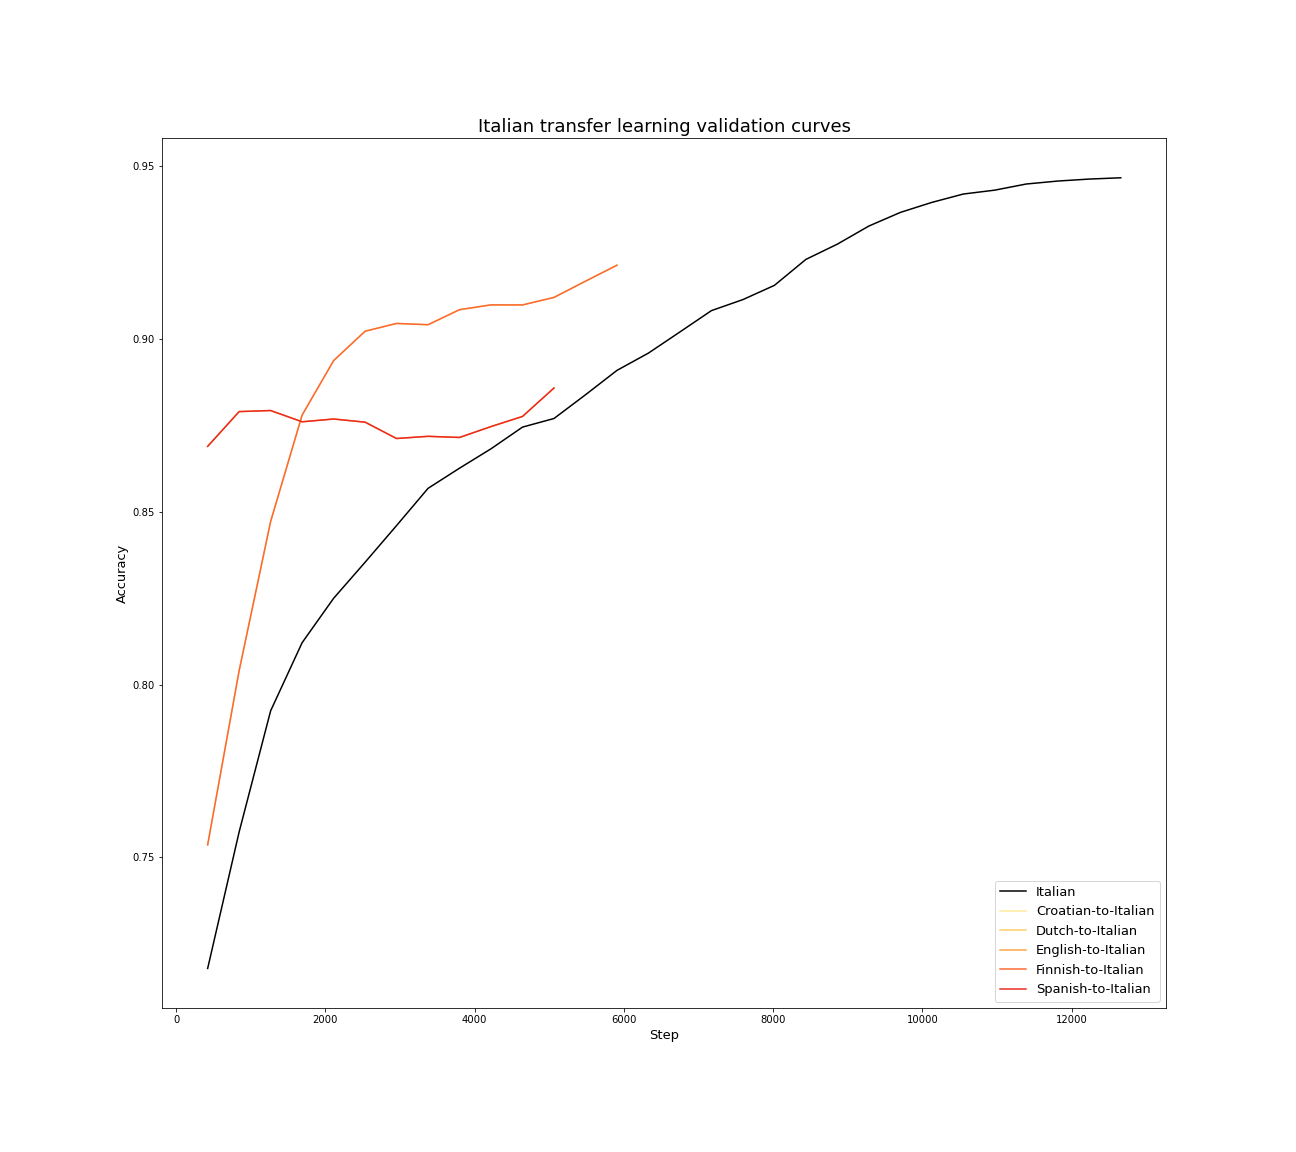 Italian transfer learning validation curves
0.95
0.90
0.85
0.80
0.75
Accuracy
0 2000 4000 6000 8000 10000 12000
Step
Italian
Croatian-to-Italian
Dutch-to-Italian
English-to-Italian
Finnish-to-Italian
Spanish-to-Italian